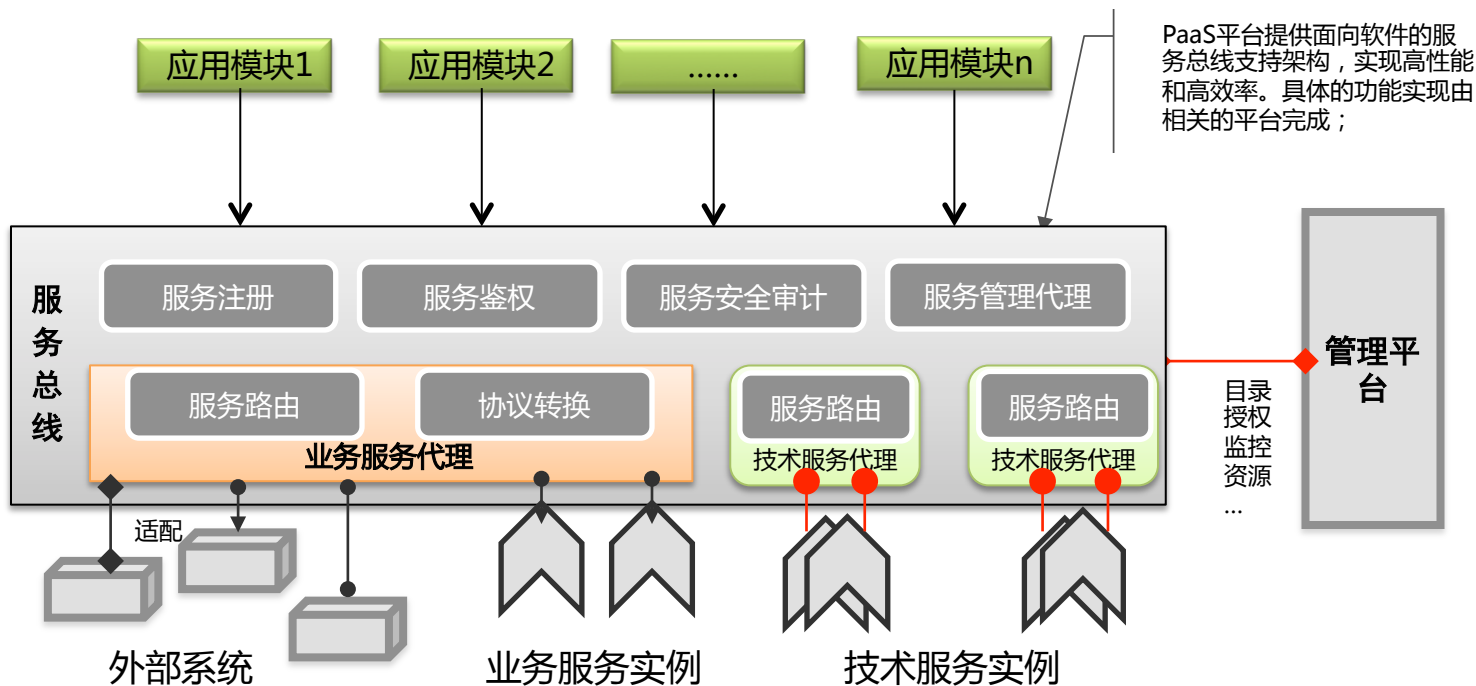 应用模块1
应用模块2
……
应用模块n
PaaS平台提供面向软件的服
务总线支持架构，实现高性能
和高效率。具体的功能实现由
相关的平台完成；
服
务
总
线
服务注册
服务鉴权
服务安全审计
服务管理代理
服务路由
协议转换
业务服务代理
服务路由
技术服务代理
服务路由
技术服务代理
管理平
台
目录
授权
监控
资源
…
适配
外部系统
业务服务实例
技术服务实例